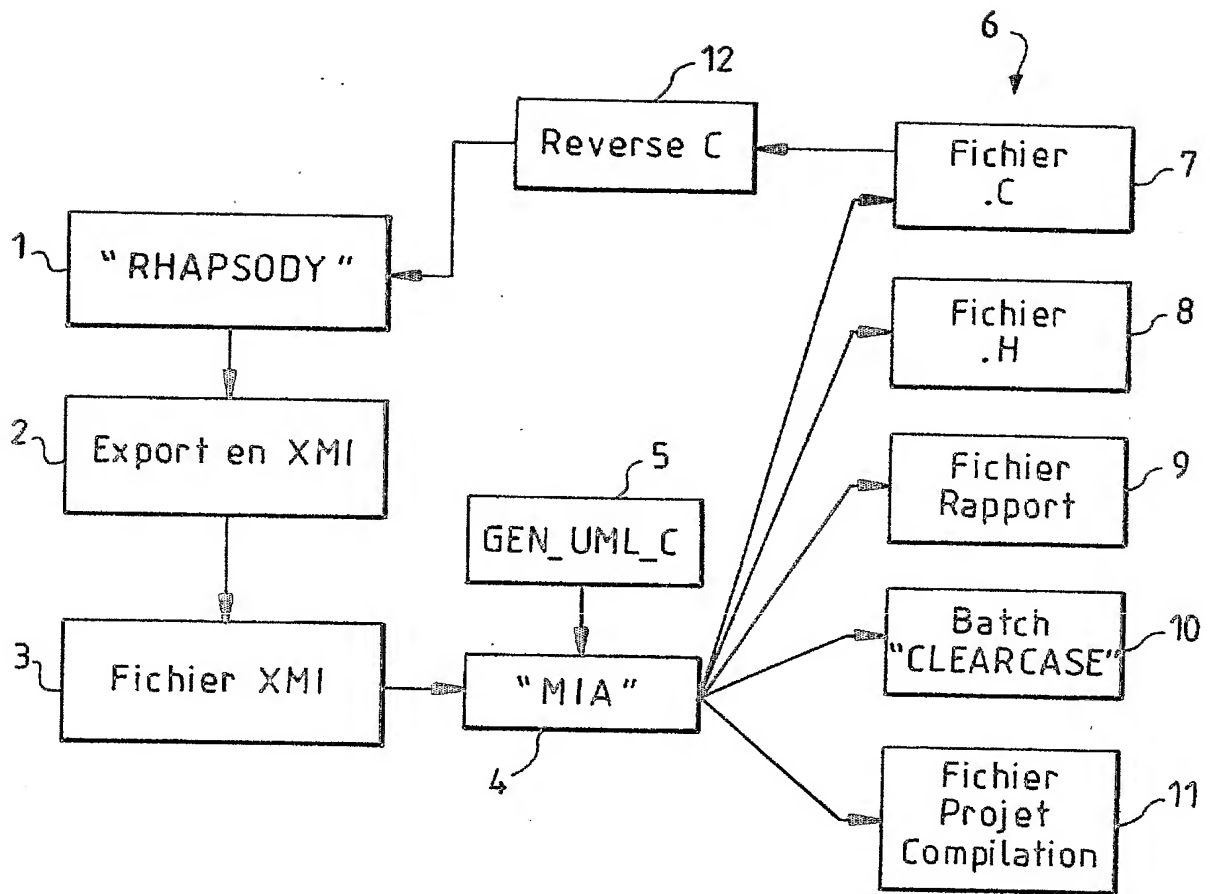 6
12
Reverse C
Fichier
.C
7
1
"RHAPSODY"
Fichier
.H
8
2
Export en XMI
5
GEN_UML_C
Fichier
Rapport
9
3
Fichier XMI
"MIA"
4
Batch
"CLEARCASE"
10
Fichier
Projet
Compilation
11